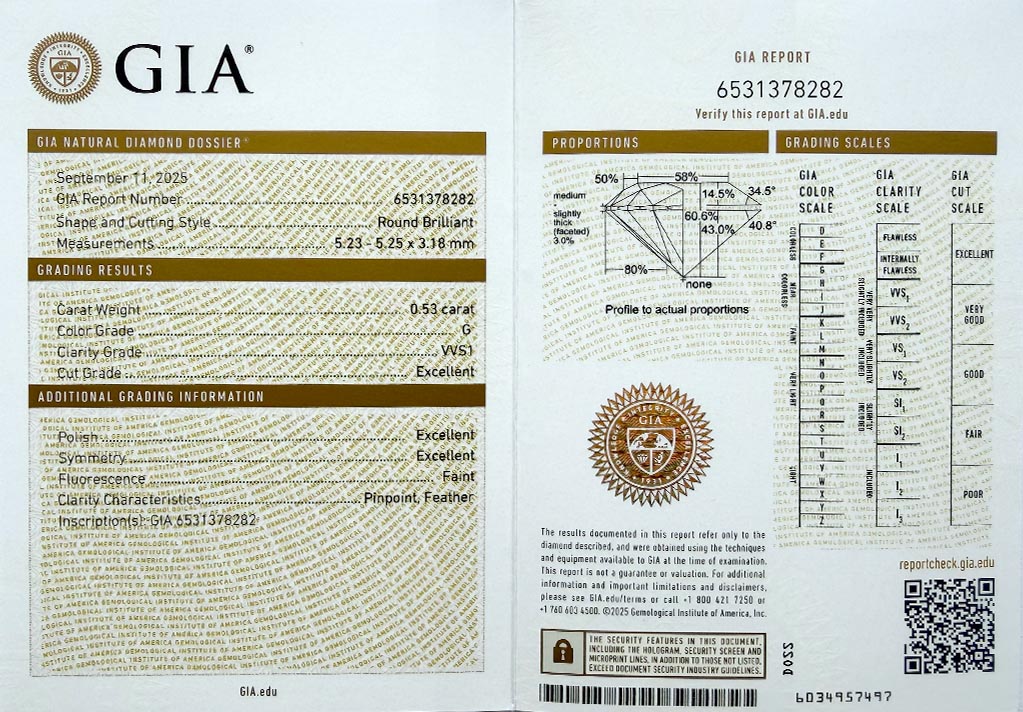 GIA®
GIA NATURAL DIAMOND DOSSIER®
September 11, 2025
GIA Report Number 6531378282
Shape and Cutting Style Round Brilliant
Measurements 5.23 - 5.25 x 3.18 mm
GRADING RESULTS
Carat Weight 0.53 carat
Color Grade G
Clarity Grade VVS1
Cut Grade Excellent
ADDITIONAL GRADING INFORMATION
Polish Excellent
Symmetry Excellent
Fluorescence Faint
Clarity Characteristics Pinpoint, Feather
Inscription(s): GIA 6531378282
GIA.edu
GIA REPORT
6531378282
Verify this report at GIA.edu
PROPORTIONS
50%
58%
14.5%
34.5°
medium
-
slightly
thick
(faceted)
3.0%
60.6%
43.0%
40.8°
80%
none
Profile to actual proportions
INTEGRITY
GIA
1931
The results documented in this report refer only to the
diamond described, and were obtained using the techniques
and equipment available to GIA at the time of examination.
This report is not a guarantee or valuation. For additional
information and important limitations and disclaimers,
please see GIA.edu/terms or call +1 800 421 7250 or
+1 760 603 4500. ©2025 Gemological Institute of America, Inc.
THE SECURITY FEATURES IN THIS DOCUMENT,
INCLUDING THE HOLOGRAM, SECURITY SCREEN AND
MICROPRINT LINES, IN ADDITION TO THOSE NOT LISTED,
EXCEED DOCUMENT SECURITY INDUSTRY GUIDELINES.
GRADING SCALES
GIA
COLOR
SCALE
COLORLESS
D
E
F
NEAR COLORLESS
G
H
I
J
FAINT
K
L
M
VERY LIGHT
N
O
P
Q
R
LIGHT
S
T
U
V
W
X
Y
Z
GIA
CLARITY
SCALE
FLAWLESS
INTERNALLY
FLAWLESS
VERY VERY
SLIGHTLY INCLUDED
VVS1
VVS2
VERY SLIGHTLY
INCLUDED
VS1
VS2
SLIGHTLY
INCLUDED
SI1
SI2
INCLUDED
I1
I2
I3
GIA
CUT
SCALE
EXCELLENT
VERY
GOOD
GOOD
FAIR
POOR
reportcheck.gia.edu
D022
6034957497